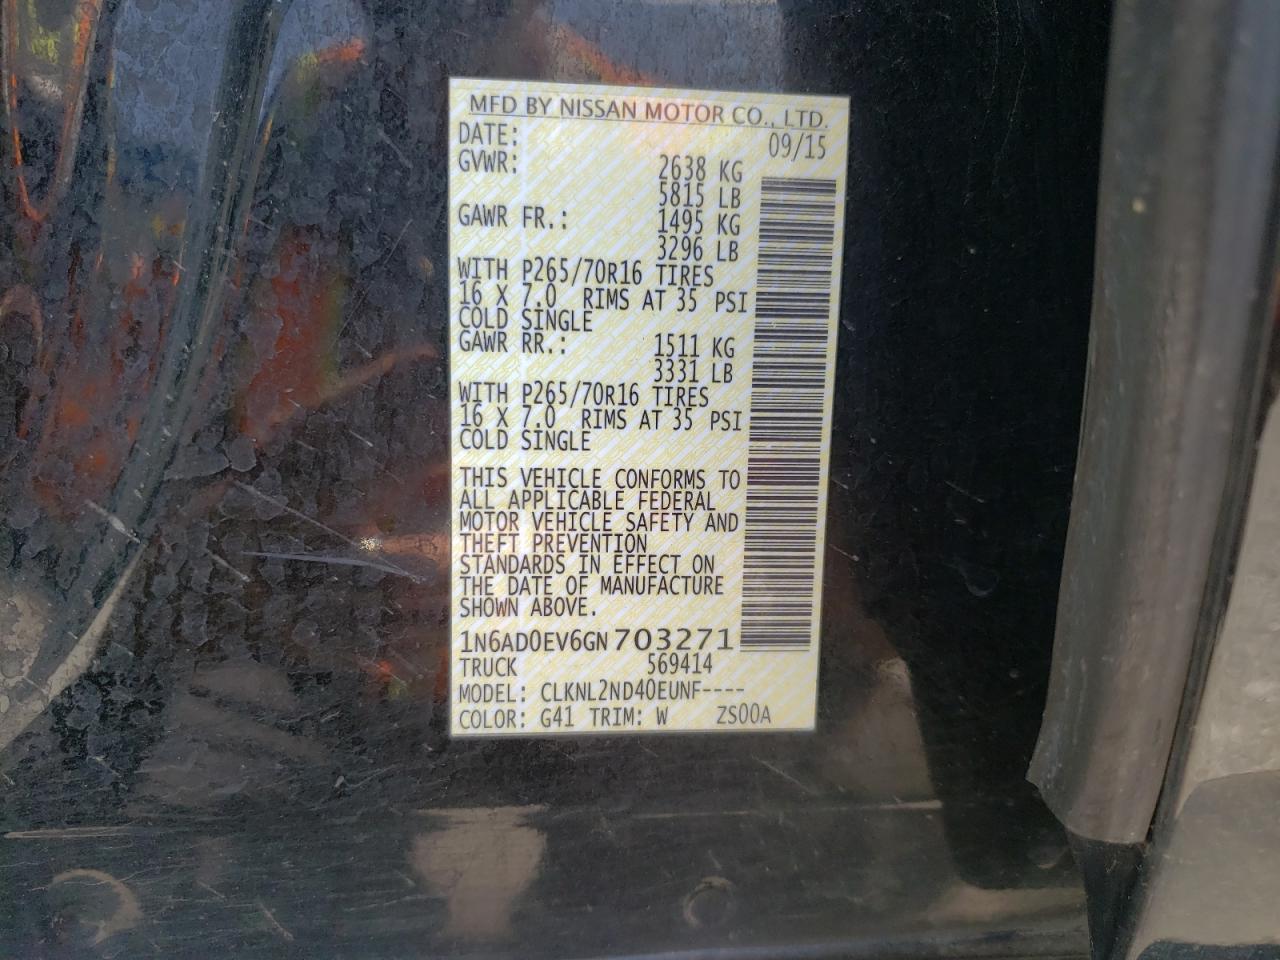 MFD BY NISSAN MOTOR CO., LTD.
DATE: 09/15
GVWR: 2638 KG
5815 LB
GAWR FR.: 1495 KG
3296 LB
WITH P265/70R16 TIRES
16 X 7.0 RIMS AT 35 PSI
COLD SINGLE
GAWR RR.: 1511 KG
3331 LB
WITH P265/70R16 TIRES
16 X 7.0 RIMS AT 35 PSI
COLD SINGLE
THIS VEHICLE CONFORMS TO
ALL APPLICABLE FEDERAL
MOTOR VEHICLE SAFETY AND
THEFT PREVENTION
STANDARDS IN EFFECT ON
THE DATE OF MANUFACTURE
SHOWN ABOVE.
1N6AD0EV6GN703271
TRUCK 569414
MODEL: CLKNL2ND40EUNF----
COLOR: G41 TRIM: W ZS00A